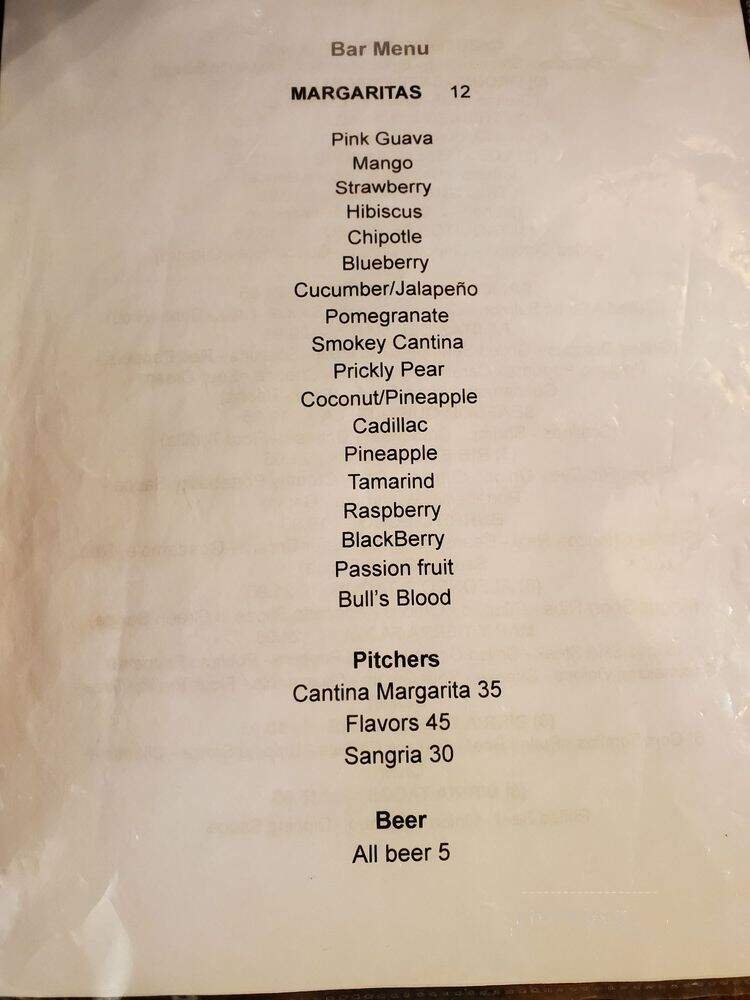 Bar Menu
MARGARITAS 12
Pink Guava
Mango
Strawberry
Hibiscus
Chipotle
Blueberry
Cucumber/Jalapeño
Pomegranate
Smokey Cantina
Prickly Pear
Coconut/Pineapple
Cadillac
Pineapple
Tamarind
Raspberry
BlackBerry
Passion fruit
Bull's Blood
Pitchers
Cantina Margarita 35
Flavors 45
Sangria 30
Beer
All beer 5